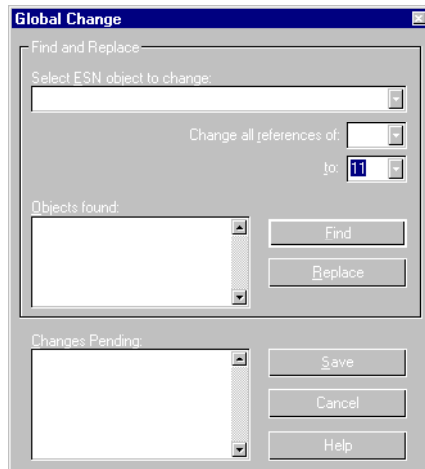 Global Change
Find and Replace
Select ESN object to change:
Change all references of:
to: 11
Objects found:
Find
Replace
Changes Pending:
Save
Cancel
Help